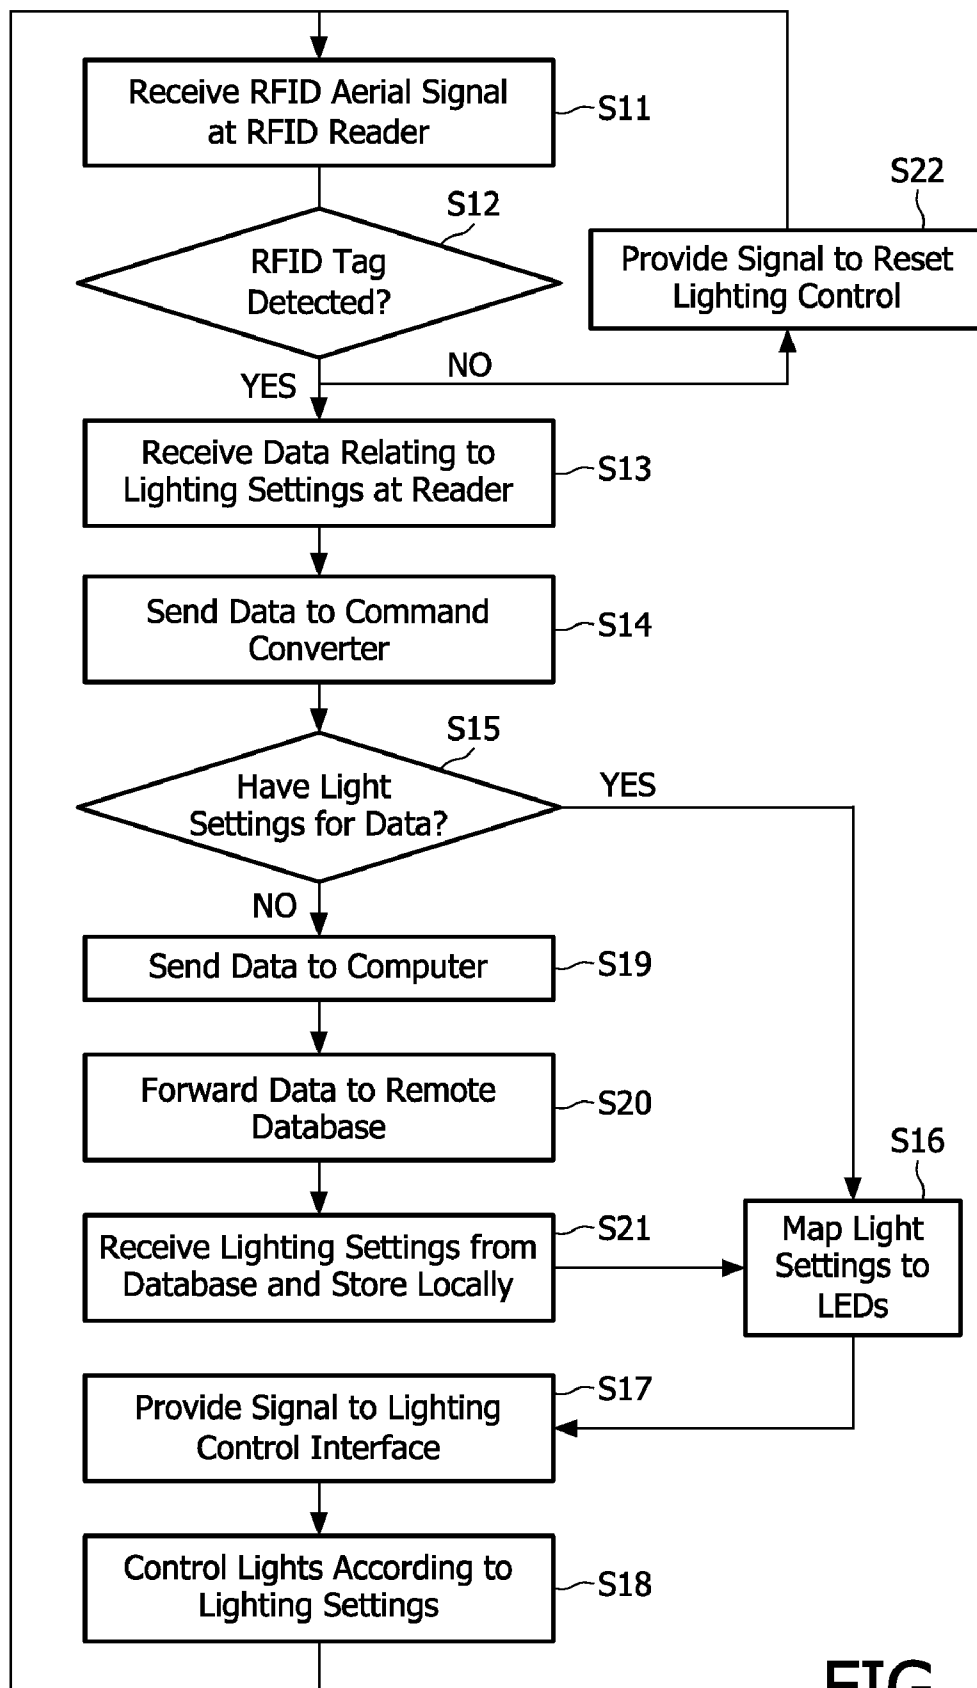 Receive RFID Aerial Signal
at RFID Reader
S11
S12
RFID Tag
Detected?
S22
Provide Signal to Reset
Lighting Control
YES
NO
Receive Data Relating to
Lighting Settings at Reader
S13
Send Data to Command
Converter
S14
S15
Have Light
Settings for Data?
YES
NO
Send Data to Computer
S19
Forward Data to Remote
Database
S20
Receive Lighting Settings from
Database and Store Locally
S21
S16
Map Light
Settings to
LEDs
Provide Signal to Lighting
Control Interface
S17
Control Lights According to
Lighting Settings
S18
FIG